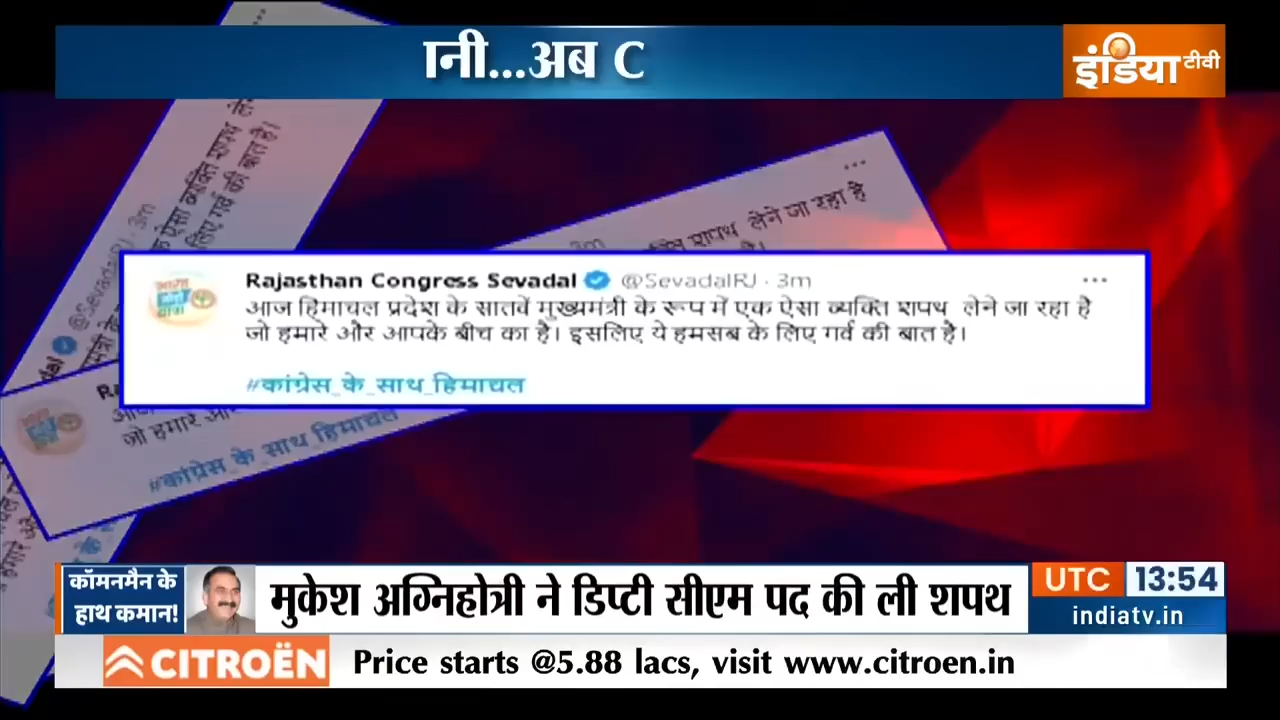 ानी...अब C
इंडिया टीवी
Rajasthan Congress Sevadal @SevadalRJ · 3m
आज हिमाचल प्रदेश के सातवें मुख्यमंत्री के रूप में एक ऐसा व्यक्ति शपथ लेने जा रहा है
जो हमारे और आपके बीच का है। इसलिए ये हमसब के लिए गर्व की बात है।
#कांग्रेस_के_साथ_हिमाचल
कॉमनमैन के
हाथ कमान!
मुकेश अग्निहोत्री ने डिप्टी सीएम पद की ली शपथ
UTC 13:54
indiatv.in
CITROËN Price starts @5.88 lacs, visit www.citroen.in